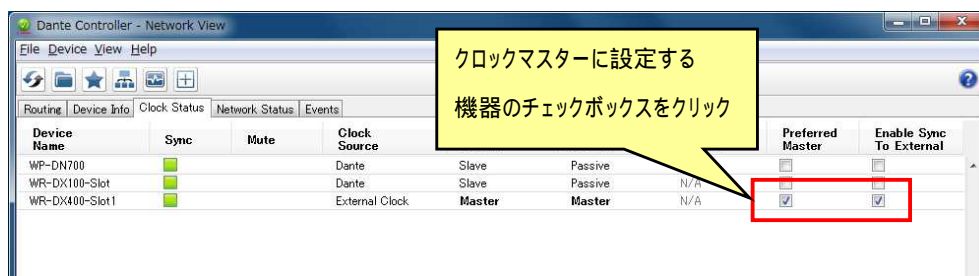 Dante Controller - Network View
File Device View Help
クロックマスターに設定する
機器のチェックボックスをクリック
Routing Device Info Clock Status Network Status Events
Device Name Sync Mute Clock Source Preferred Master Enable Sync To External
WP-DN700 Dante Slave Passive
WR-DX100-Slot Dante Slave Passive N/A
WR-DX400-Slot1 External Clock Master Master N/A